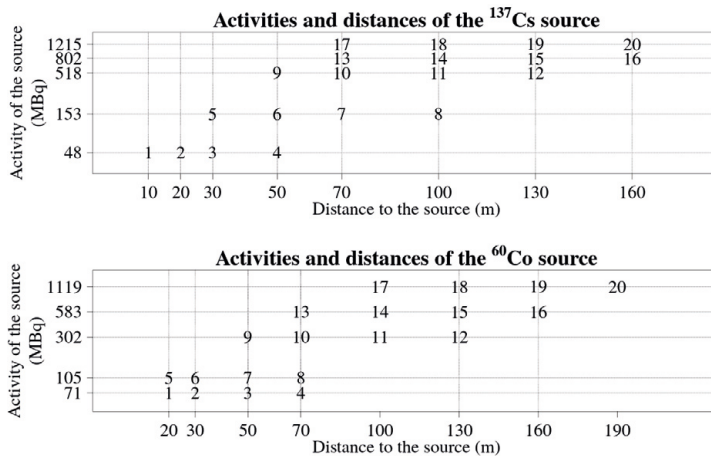 Activities and distances of the ¹³⁷Cs source
Activity of the source
(MBq)
1215 17 18 19 20
802 13 14 15 16
518 9 10 11 12
153 5 6 7 8
48 1 2 3 4
10 20 30 50 70 100 130 160
Distance to the source (m)
Activities and distances of the ⁶⁰Co source
Activity of the source
(MBq)
1119 17 18 19 20
583 13 14 15 16
302 9 10 11 12
105 5 6 7 8
71 1 2 3 4
20 30 50 70 100 130 160 190
Distance to the source (m)